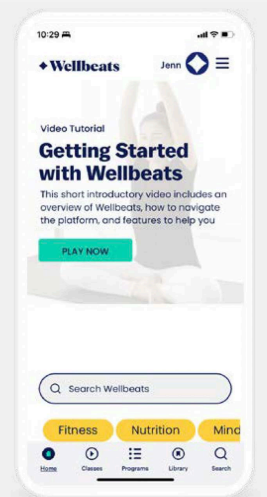 10:29
Wellbeats
Jenn
Video Tutorial
Getting Started
with Wellbeats
This short introductory video includes an
overview of Wellbeats, how to navigate
the platform, and features to help you
PLAY NOW
Search Wellbeats
Fitness Nutrition Mind
Home Classes Programs Library Search